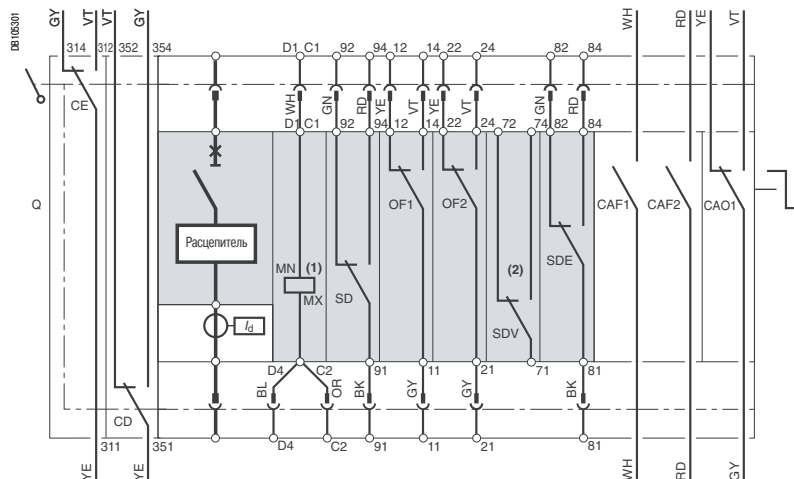 DB105301
GY VT VT GY WH RD YE VT
314 312 352 354 D1 C1 92 94 12 14 22 24 82 84
CE WH GN RD YE VT YE VT GN RD
D1 C1 92 94 12 14 22 24 72 74 82 84
Q OF1 OF2 CAF1 CAF2 CAO1
Расцепитель
MN (1) SD (2) SDE
MX
Id SDV
D4 C2 91 11 21 71 81
BL OR BK GY GY BK
CD
311 351 D4 C2 91 11 21 81
YE YE WH RD GY